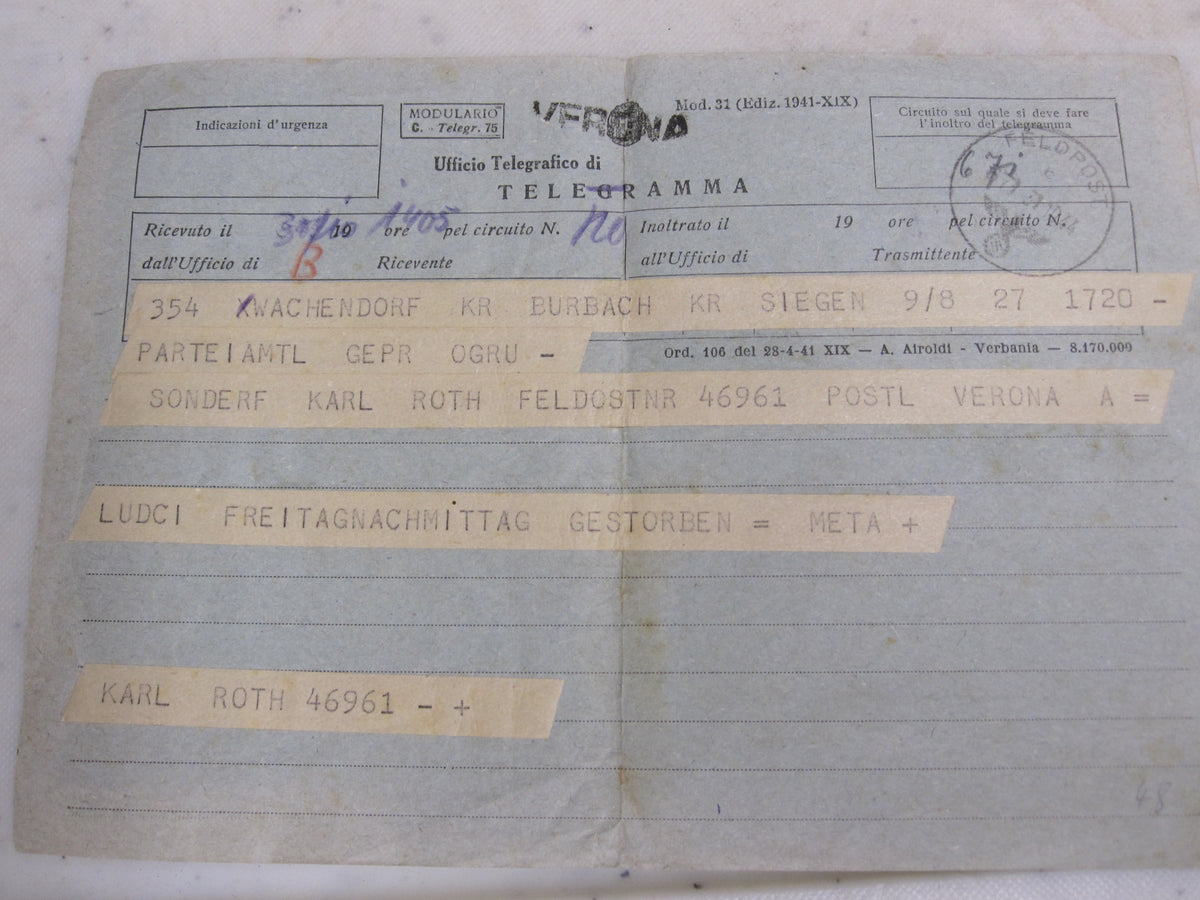 Indicazioni d'urgenza
MODULARIO
C. - Telegr. 75
VERONA
Mod. 31 (Ediz. 1941-XIX)
Circuito sul quale si deve fare
l'inoltro del telegramma
Ufficio Telegrafico di
TELEGRAMMA
FELDPOST
Ricevuto il 19 ore 1405 pel circuito N.
Inoltrato il 19 ore pel circuito N.
dall'Ufficio di B Ricevente
all'Ufficio di Trasmittente
354 XWACHENDORF KR BURBACH KR SIEGEN 9/8 27 1720 -
PARTEIAMTL GEPR OGRU -
Ord. 106 del 28-4-41 XIX — A. Airoldi - Verbania — 8.170.000
SONDERF KARL ROTH FELDOSTNR 46961 POSTL VERONA A =
LUDCI FREITAGNACHMITTAG GESTORBEN = META +
KARL ROTH 46961 - +